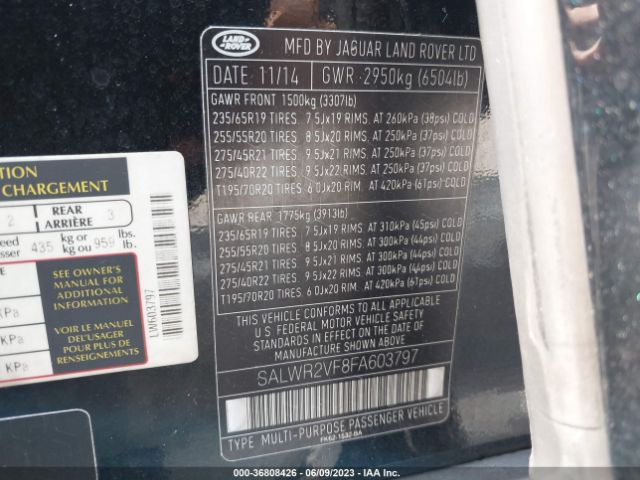 LAND ROVER
MFD BY JAGUAR LAND ROVER LTD
DATE 11/14 GWR 2950kg (6504lb)
GAWR FRONT 1500kg (3307lb)
235/65R19 TIRES. 7 5Jx19 RIMS. AT 260kPa (38psi) COLD
255/55R20 TIRES. 8 5Jx20 RIMS. AT 250kPa (37psi) COLD
275/45R21 TIRES. 9 5Jx21 RIMS. AT 250kPa (37psi) COLD
275/40R22 TIRES. 9 5Jx22 RIMS. AT 250kPa (37psi) COLD
T195/70R20 TIRES. 6 0Jx20 RIM. AT 420kPa (61psi) COLD
GAWR REAR 1775kg (3913lb)
235/65R19 TIRES. 7 5Jx19 RIMS. AT 310kPa (45psi) COLD
255/55R20 TIRES. 8 5Jx20 RIMS. AT 300kPa (44psi) COLD
275/45R21 TIRES. 9 5Jx21 RIMS. AT 300kPa (44psi) COLD
275/40R22 TIRES. 9 5Jx22 RIMS. AT 300kPa (44psi) COLD
T195/70R20 TIRES. 6 0Jx20 RIM. AT 420kPa (61psi) COLD
THIS VEHICLE CONFORMS TO ALL APPLICABLE
U.S. FEDERAL MOTOR VEHICLE SAFETY
STANDARDS IN EFFECT ON THE DATE OF
MANUFACTURE SHOWN ABOVE.
SALWR2VF8FA603797
TYPE MULTI-PURPOSE PASSENGER VEHICLE
TION
CHARGEMENT
2 REAR ARRIÈRE 3
eed 435 kg or 959 lbs.
ser kg ou lb.
SEE OWNER'S
MANUAL FOR
ADDITIONAL
INFORMATION
VOIR LE MANUEL
DE L'USAGER
POUR PLUS DE
RENSEIGNEMENTS
KPa
KPa
KPa
LW603797
36808426 - 06/09/2023 - IAA Inc.